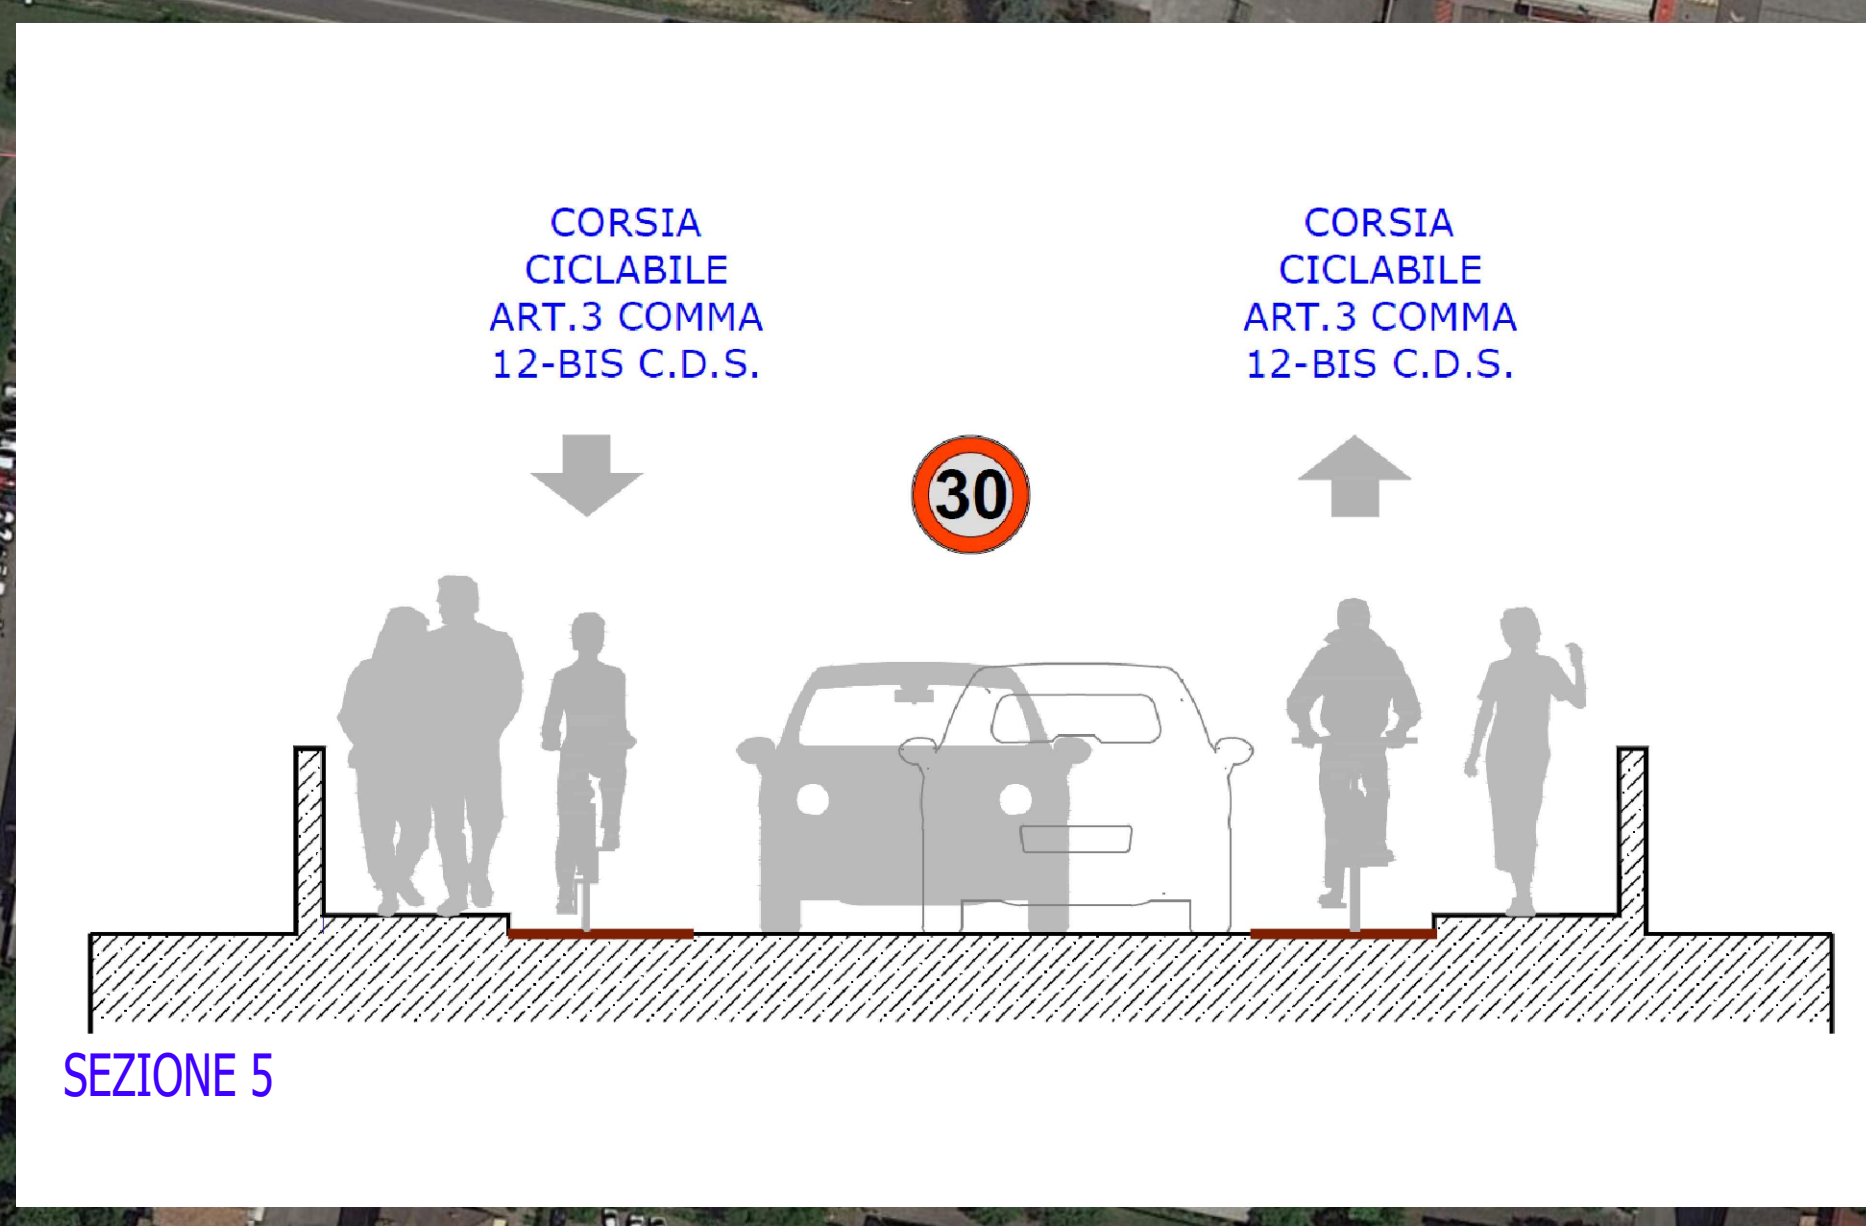 CORSIA
CICLABILE
ART.3 COMMA
12-BIS C.D.S.
CORSIA
CICLABILE
ART.3 COMMA
12-BIS C.D.S.
30
SEZIONE 5